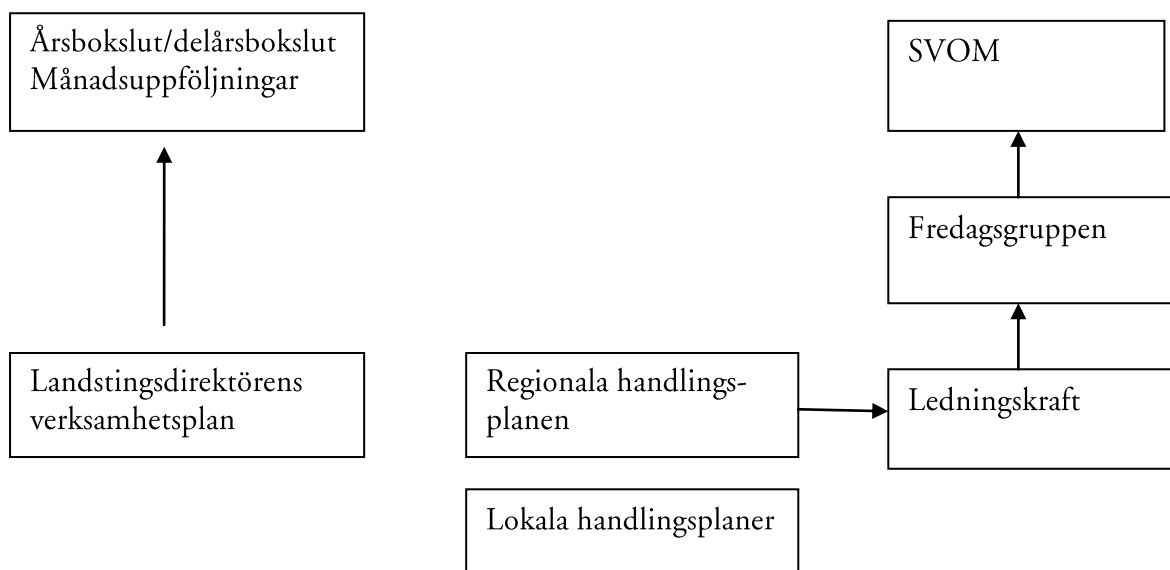 Årsbokslut/delårsbokslut
Månadsuppföljningar
SVOM
Fredagsgruppen
Landstingsdirektörens
verksamhetsplan
Regionala handlings-
planen
Ledningskraft
Lokala handlingsplaner